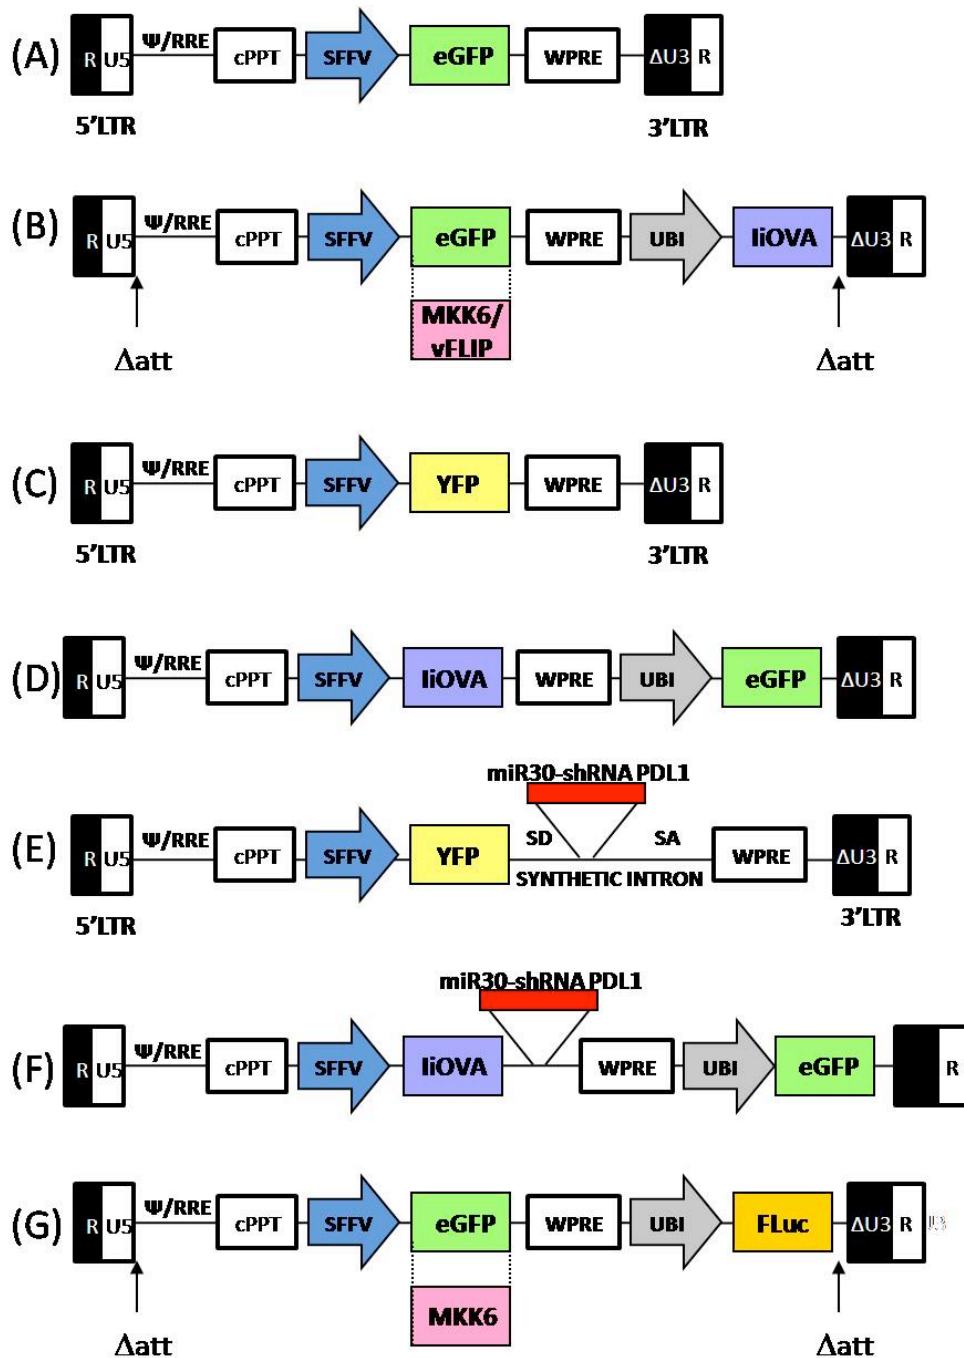 (A) R U5 Ψ/RRE cPPT SFFV eGFP WPRE ΔU3 R
5'LTR 3'LTR
(B) R U5 Ψ/RRE cPPT SFFV eGFP WPRE UBI IiOVA ΔU3 R
MKK6/
vFLIP
Δatt Δatt
(C) R U5 Ψ/RRE cPPT SFFV YFP WPRE ΔU3 R
5'LTR 3'LTR
(D) R U5 Ψ/RRE cPPT SFFV IiOVA WPRE UBI eGFP ΔU3 R
miR30-shRNA PDL1
(E) R U5 Ψ/RRE cPPT SFFV YFP SD SA WPRE ΔU3 R
SYNTHETIC INTRON
5'LTR 3'LTR
miR30-shRNA PDL1
(F) R U5 Ψ/RRE cPPT SFFV IiOVA WPRE UBI eGFP R
(G) R U5 Ψ/RRE cPPT SFFV eGFP WPRE UBI FLuc ΔU3 R
MKK6
Δatt Δatt